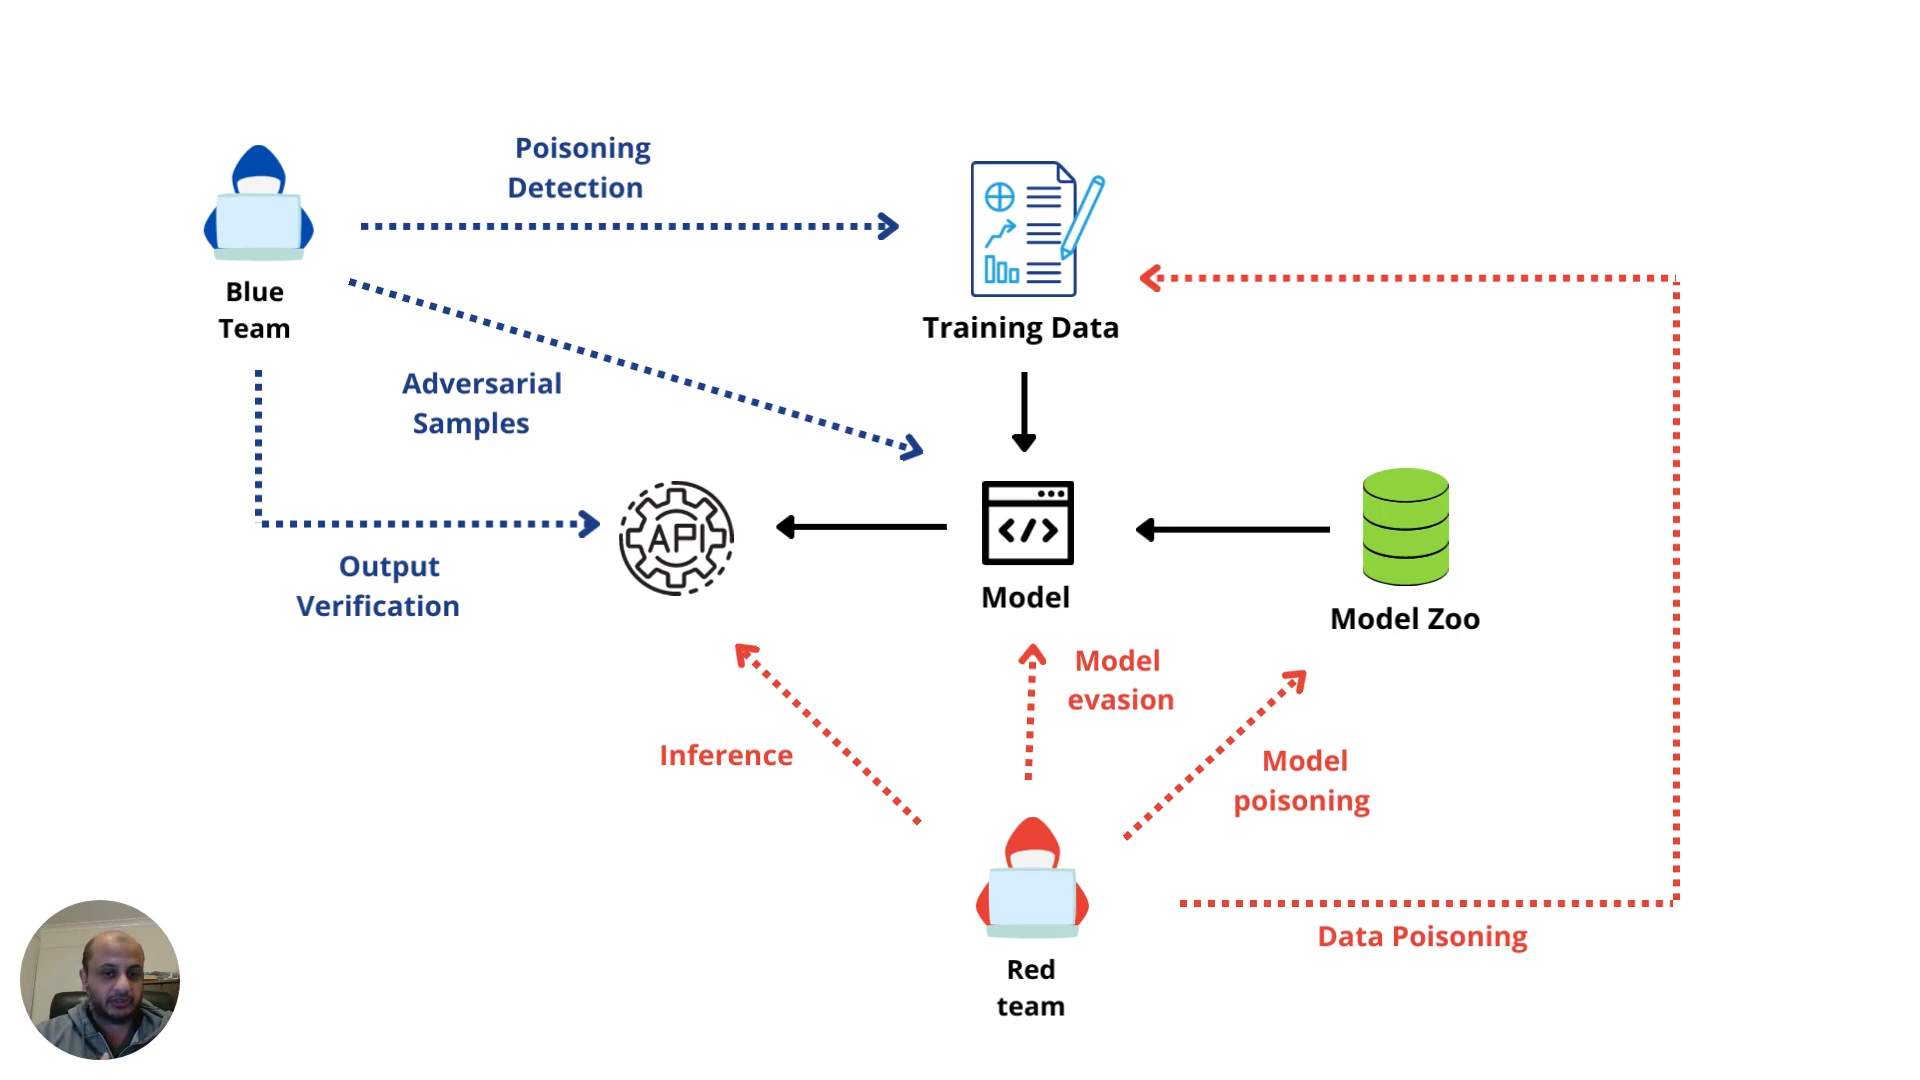 Poisoning
Detection
Blue
Team
Training Data
Adversarial
Samples
API
Output
Verification
Model
Model Zoo
Model
evasion
Inference
Model
poisoning
Data Poisoning
Red
team